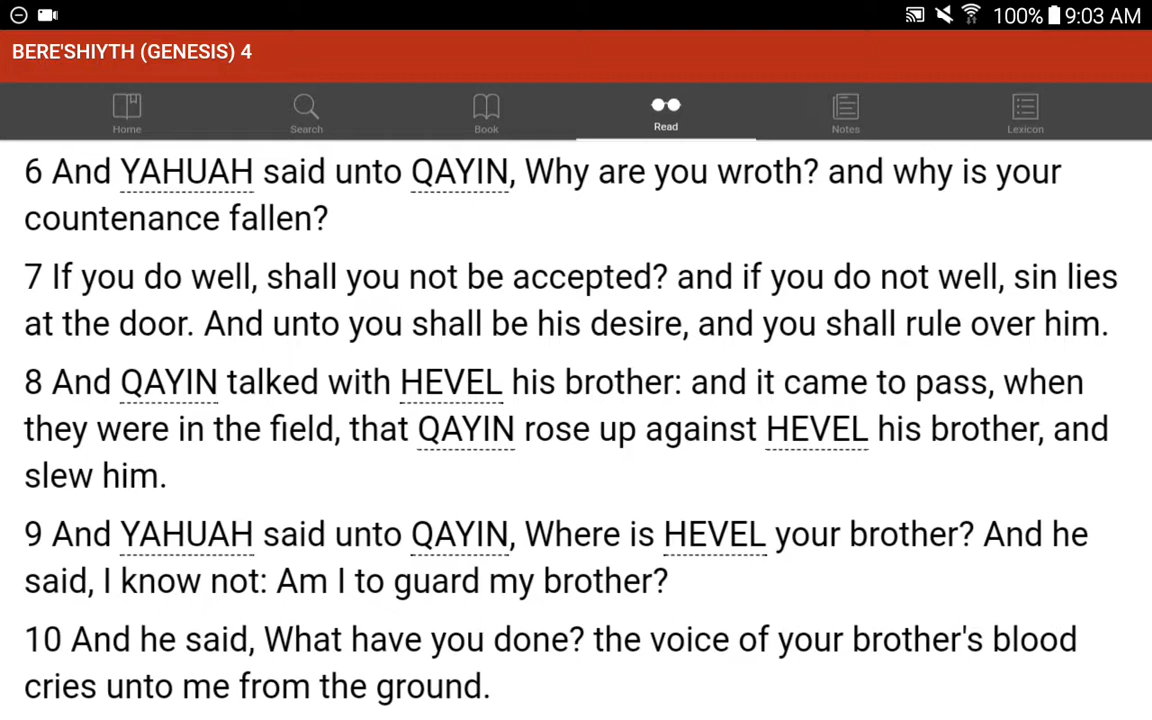 100% 9:03 AM
BERE'SHIYTH (GENESIS) 4
Home Search Book Read Notes Lexicon
6 And YAHUAH said unto QAYIN, Why are you wroth? and why is your
countenance fallen?
7 If you do well, shall you not be accepted? and if you do not well, sin lies
at the door. And unto you shall be his desire, and you shall rule over him.
8 And QAYIN talked with HEVEL his brother: and it came to pass, when
they were in the field, that QAYIN rose up against HEVEL his brother, and
slew him.
9 And YAHUAH said unto QAYIN, Where is HEVEL your brother? And he
said, I know not: Am I to guard my brother?
10 And he said, What have you done? the voice of your brother's blood
cries unto me from the ground.